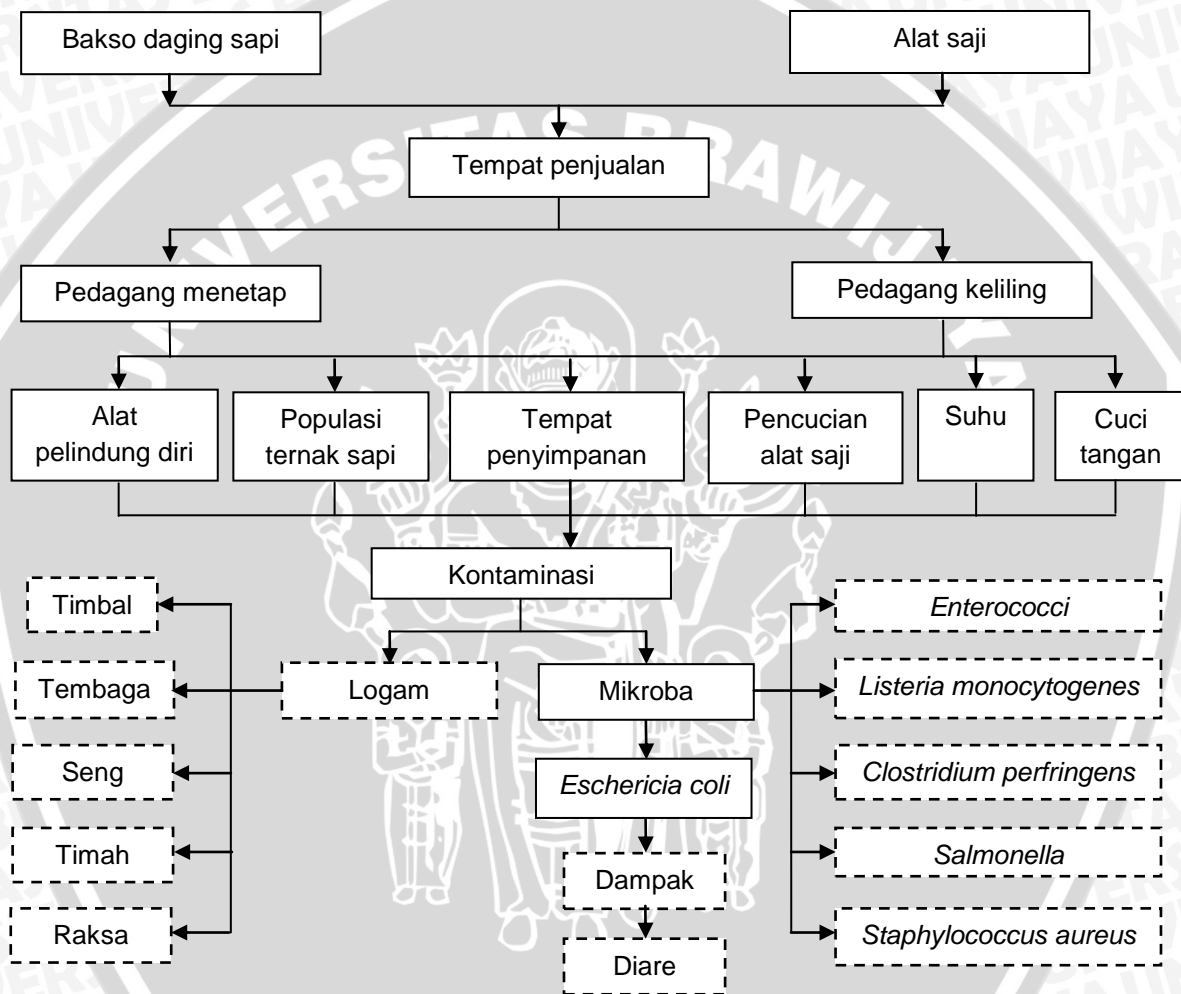 Bakso daging sapi
Alat saji
UNIVERSITAS BRAWIJAYA
Tempat penjualan
Pedagang menetap
Pedagang keliling
Alat
pelindung diri
Populasi
ternak sapi
Tempat
penyimpanan
Pencucian
alat saji
Suhu
Cuci
tangan
Kontaminasi
Timbal
Enterococci
Tembaga
Logam
Mikroba
Listeria monocytogenes
Seng
Eschericia coli
Clostridium perfringens
Timah
Dampak
Salmonella
Raksa
Diare
Staphylococcus aureus